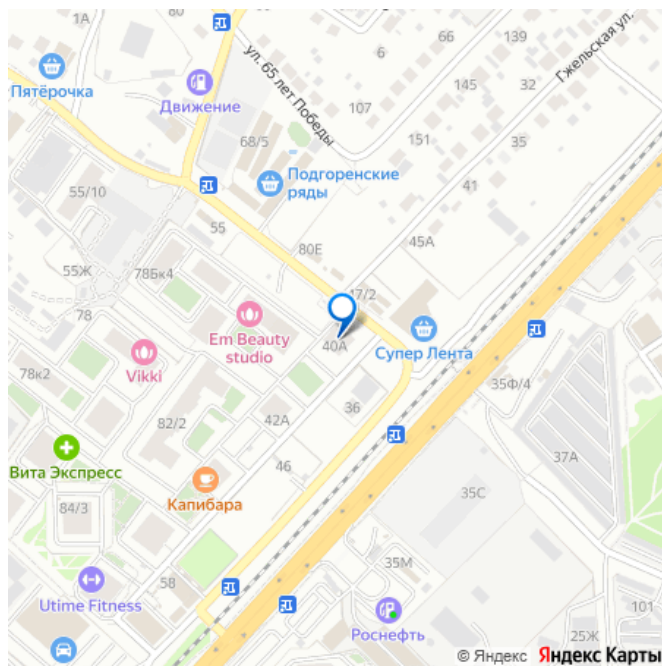 1А
80
66
139
Гжельская ул.
6
Пятёрочка
Движение
ул. 65 лет Победы
145
32
107
68/5
151
35
Подгоренские
ряды
41
55/10
55
45А
80Е
55Ж
78Бк4
47/2
78
Em Beauty
studio
40А
Супер Лента
Vikki
35Ф/4
78к2
36
82/2
42А
37А
Вита Экспресс
46
Капибара
35С
84/3
35М
58
Utime Fitness
101
Роснефть
25Ж
© Яндекс Яндекс Карты